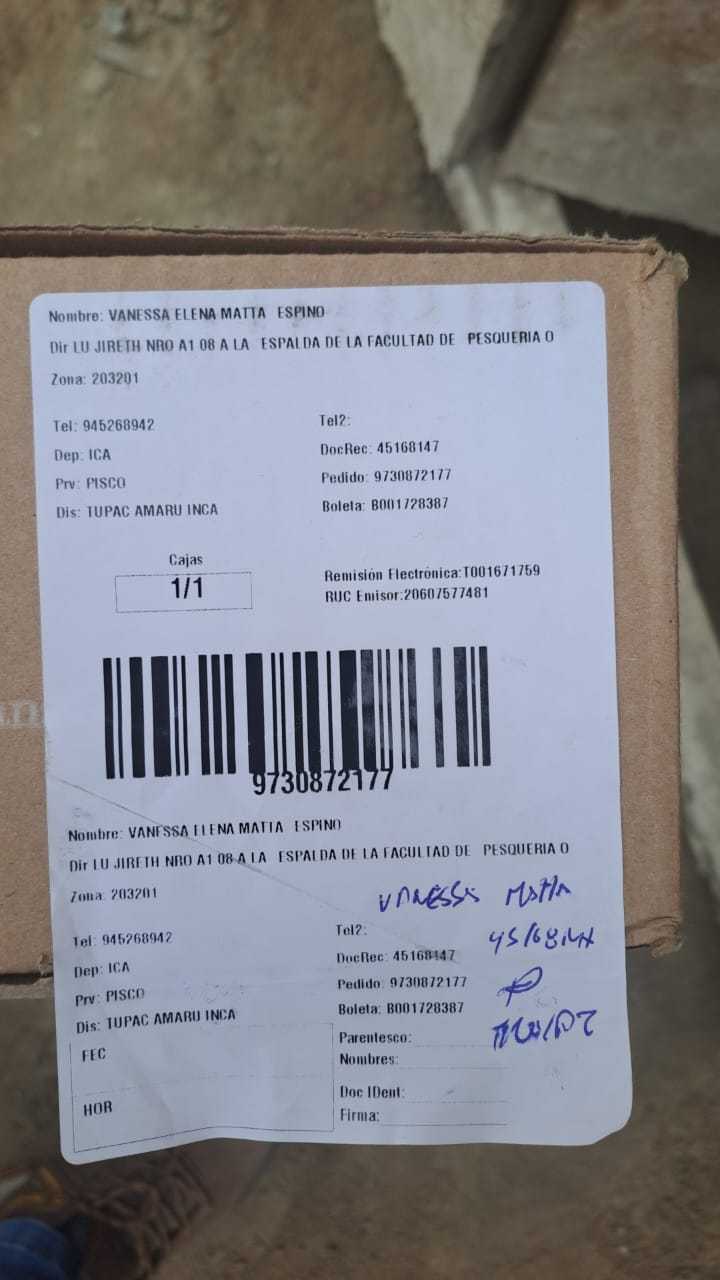 Nombre: VANESSA ELENA MATTA ESPINO
Dir LU JIRETH NRO A1 08 A LA ESPALDA DE LA FACULTAD DE PESQUERIA O
Zona: 203201
Tel: 945268942
Tel2:
Dep: ICA
DocRec: 45168147
Prv: PISCO
Pedido: 9730872177
Dis: TUPAC AMARU INCA
Boleta: B001728387
Cajas
1/1
Remisión Electrónica:T001671759
RUC Emisor:20607577481
9730872177
Nombre: VANESSA ELENA MATTA ESPINO
Dir LU JIRETH NRO A1 08 A LA ESPALDA DE LA FACULTAD DE PESQUERIA O
Zona: 203201
VANESSA MATTA
Tel: 945268942
Tel2:
Dep: ICA
DocRec: 45168147
Prv: PISCO
Pedido: 9730872177
Dis: TUPAC AMARU INCA
Boleta: B001728387
FEC
Parentesco:
Nombres:
HOR
Doc IDent:
Firma: